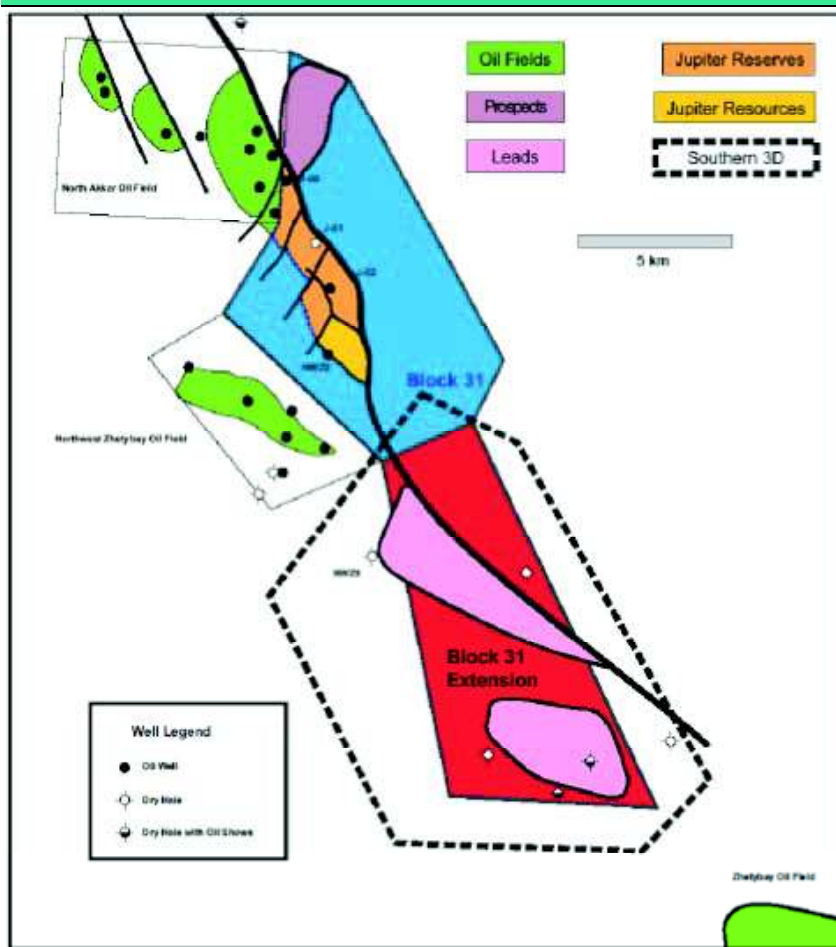 Oil Fields
Jupiter Reserves
Prospects
Jupiter Resources
Leads
Southern 3D
5 km
North Akkar Oil Field
J-51
J-52
Block 31
Northwest Zhetybay Oil Field
Block 31
Extension
Well Legend
Oil Well
Dry Hole
Dry Hole with Oil Shows
Zhetybay Oil Field